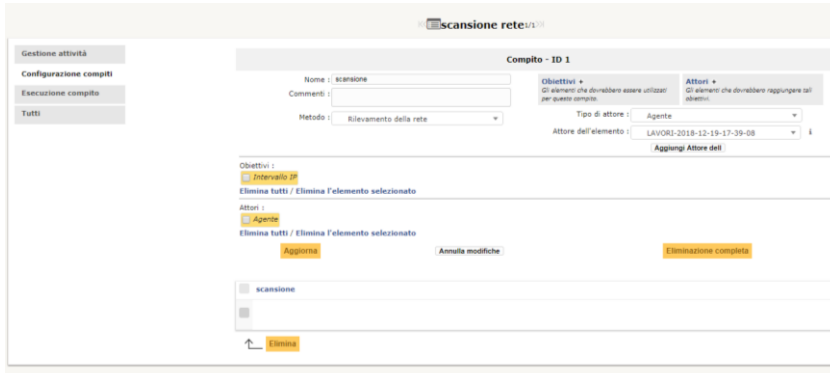 scansione rete 1/1
Gestione attività
Configurazione compiti
Esecuzione compito
Tutti
Compito - ID 1
Nome : scansione
Commenti :
Metodo : Rilevamento della rete
Obiettivi +
Gli elementi che dovrebbero essere utilizzati
per questo compito.
Attori +
Gli elementi che dovrebbero raggiungere tali
obiettivi.
Tipo di attore : Agente
Attore dell'elemento : LAVORI-2018-12-19-17-39-08 i
Aggiungi Attore dell
Obiettivi :
Intervallo IP
Elimina tutti / Elimina l'elemento selezionato
Attori :
Agente
Elimina tutti / Elimina l'elemento selezionato
Aggiorna
Annulla modifiche
Eliminazione completa
scansione
Elimina